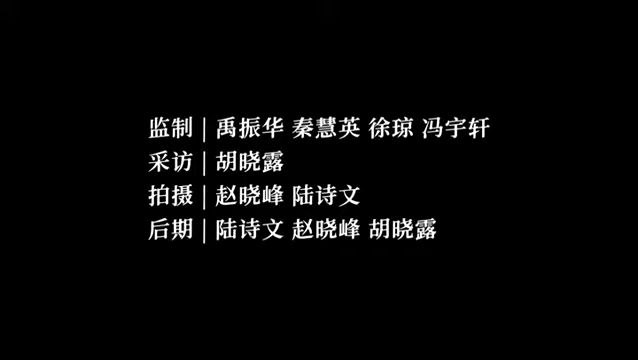 监制 | 禹振华 秦慧英 徐琼 冯宇轩
采访 | 胡晓露
拍摄 | 赵晓峰 陆诗文
后期 | 陆诗文 赵晓峰 胡晓露